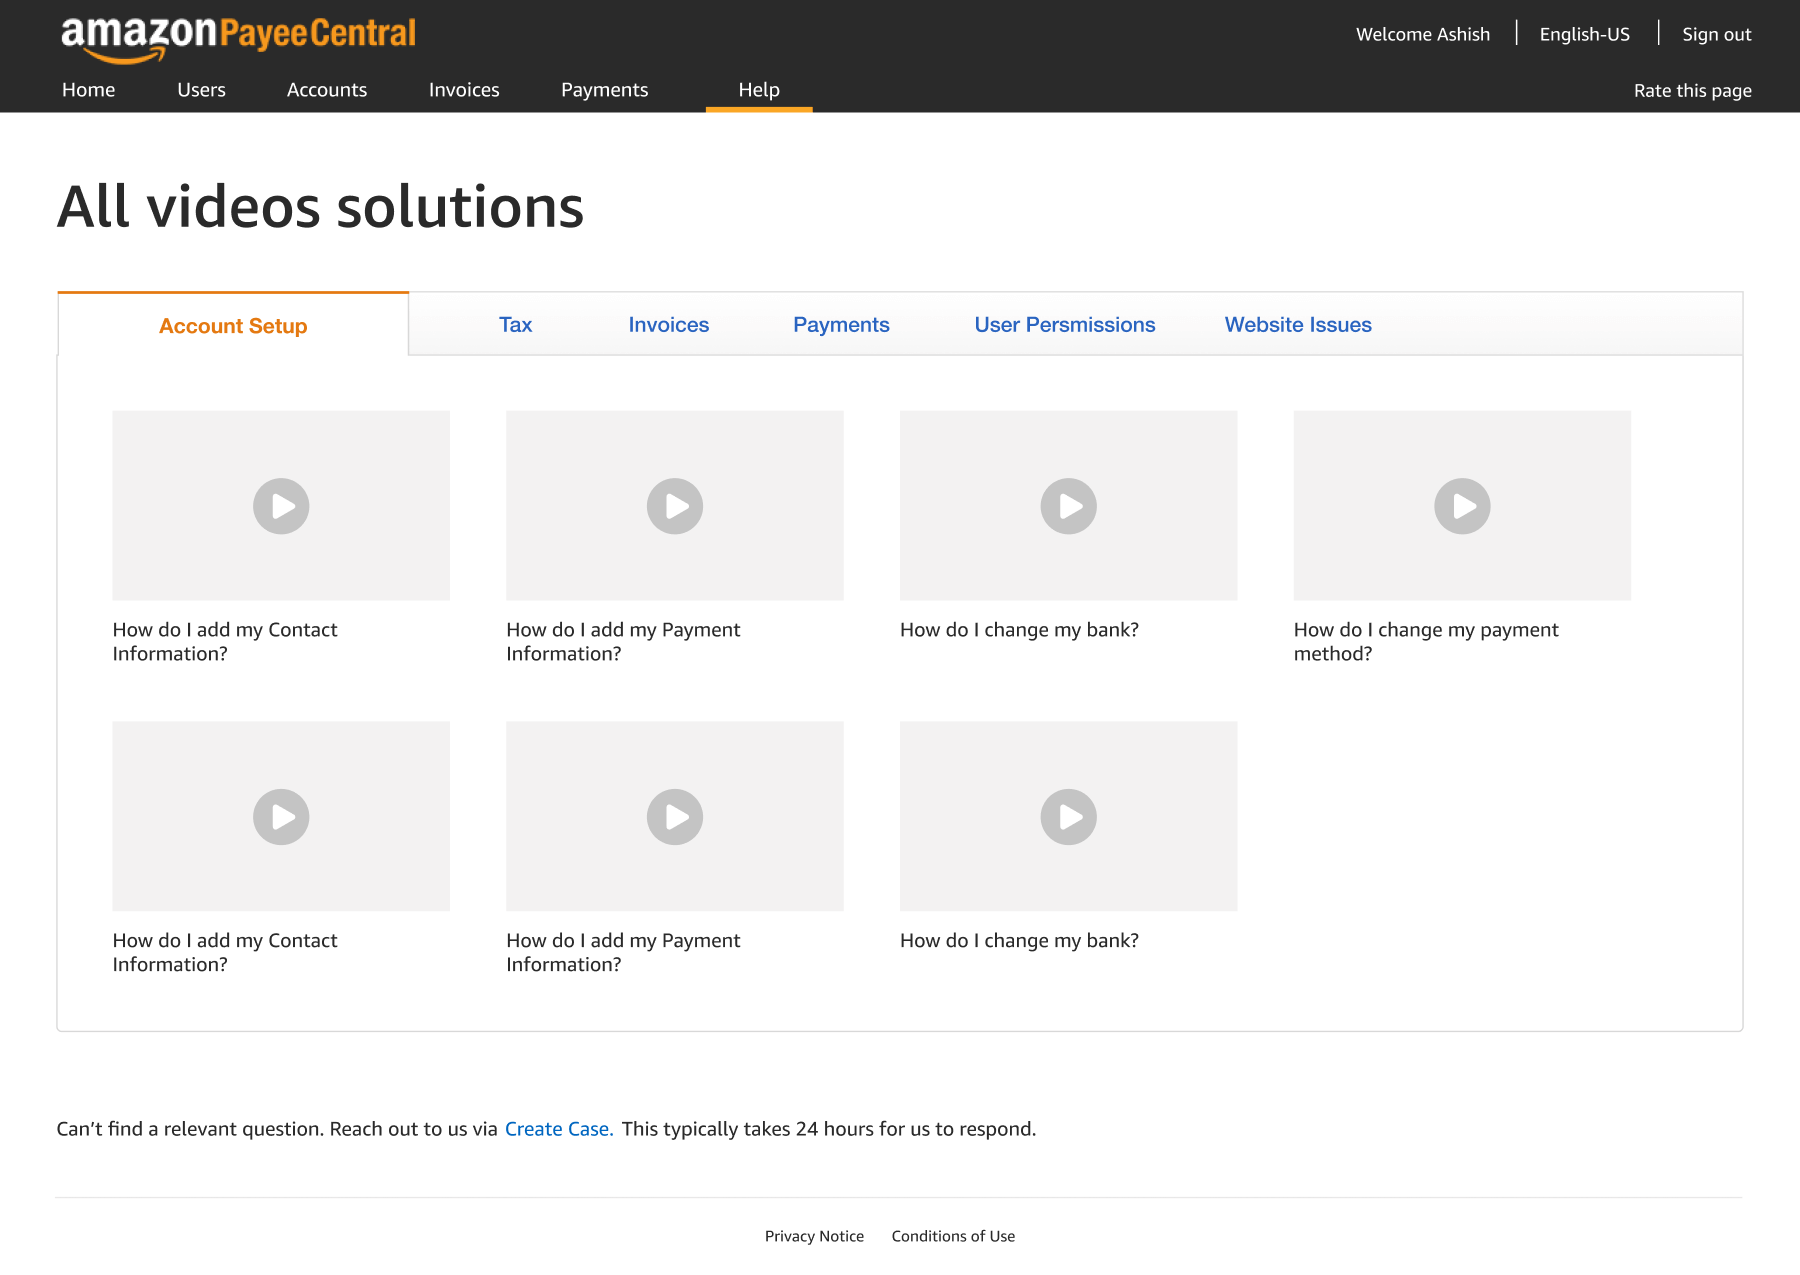 amazonPayeeCentral
Welcome Ashish English-US Sign out
Home Users Accounts Invoices Payments Help Rate this page
All videos solutions
Account Setup Tax Invoices Payments User Persmissions Website Issues
How do I add my Contact
Information?
How do I add my Payment
Information?
How do I change my bank?
How do I change my payment
method?
How do I add my Contact
Information?
How do I add my Payment
Information?
How do I change my bank?
Can’t find a relevant question. Reach out to us via Create Case. This typically takes 24 hours for us to respond.
Privacy Notice Conditions of Use